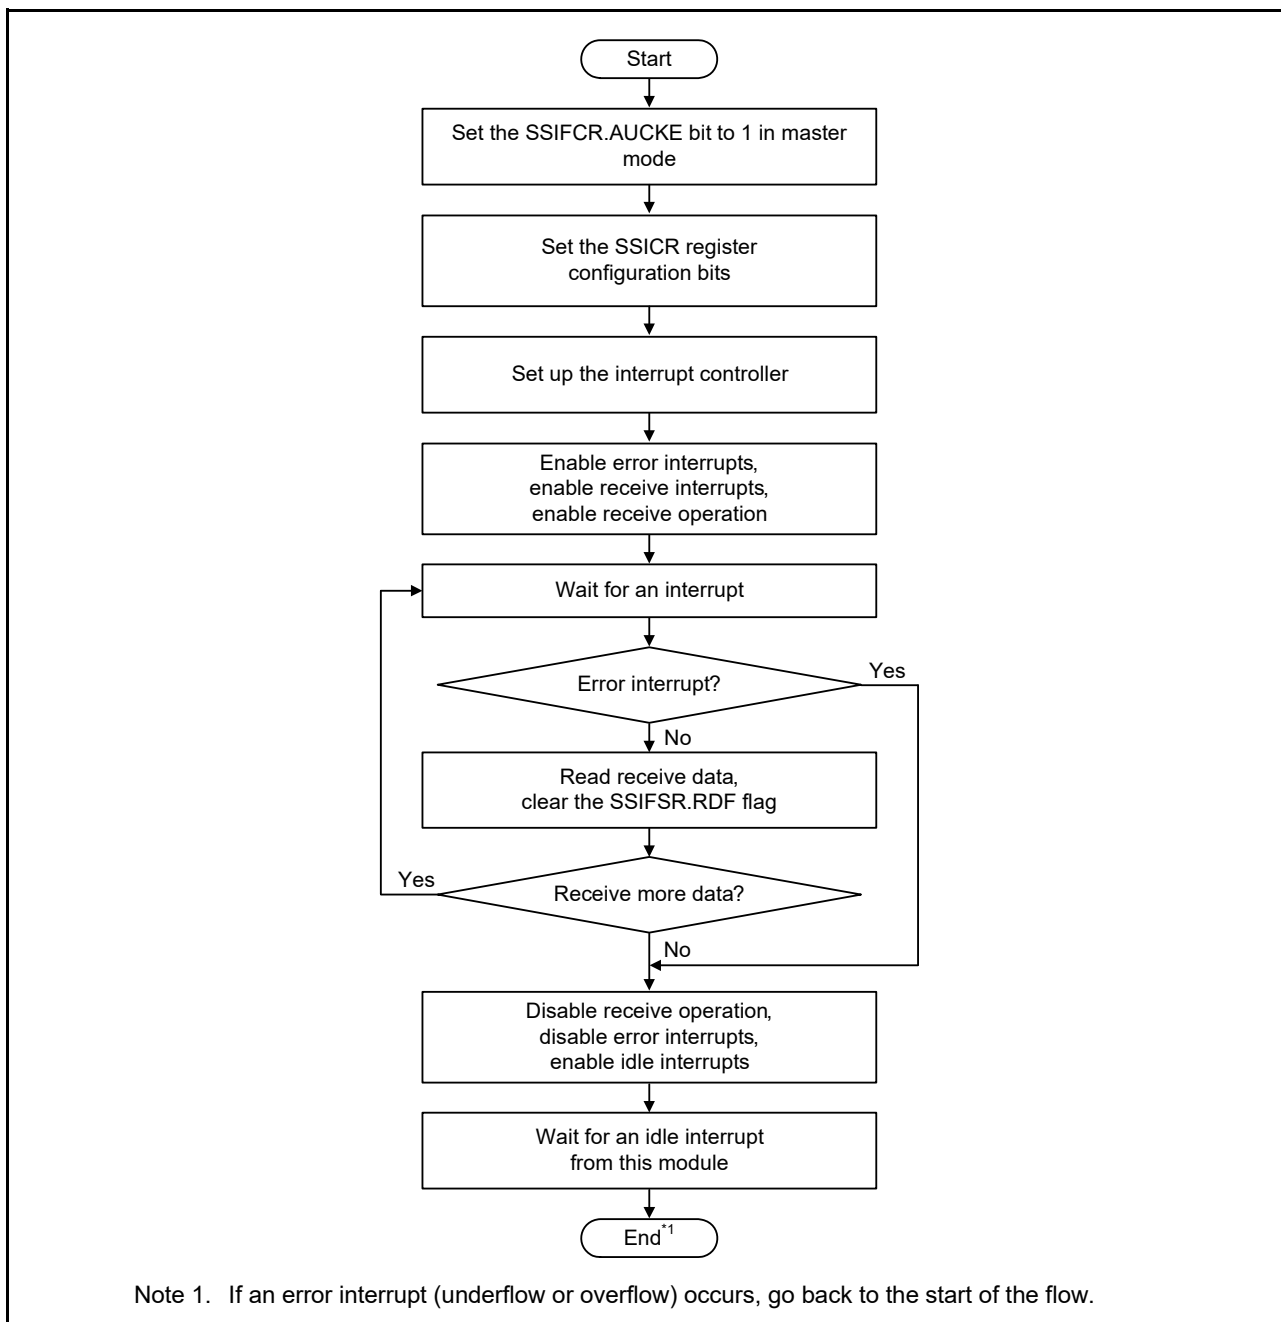 Start
Set the SSIFCR.AUCKE bit to 1 in master
mode
Set the SSICR register
configuration bits
Set up the interrupt controller
Enable error interrupts,
enable receive interrupts,
enable receive operation
Wait for an interrupt
Error interrupt?
Yes
No
Read receive data,
clear the SSIFSR.RDF flag
Yes
Receive more data?
No
Disable receive operation,
disable error interrupts,
enable idle interrupts
Wait for an idle interrupt
from this module
End*1
Note 1. If an error interrupt (underflow or overflow) occurs, go back to the start of the flow.